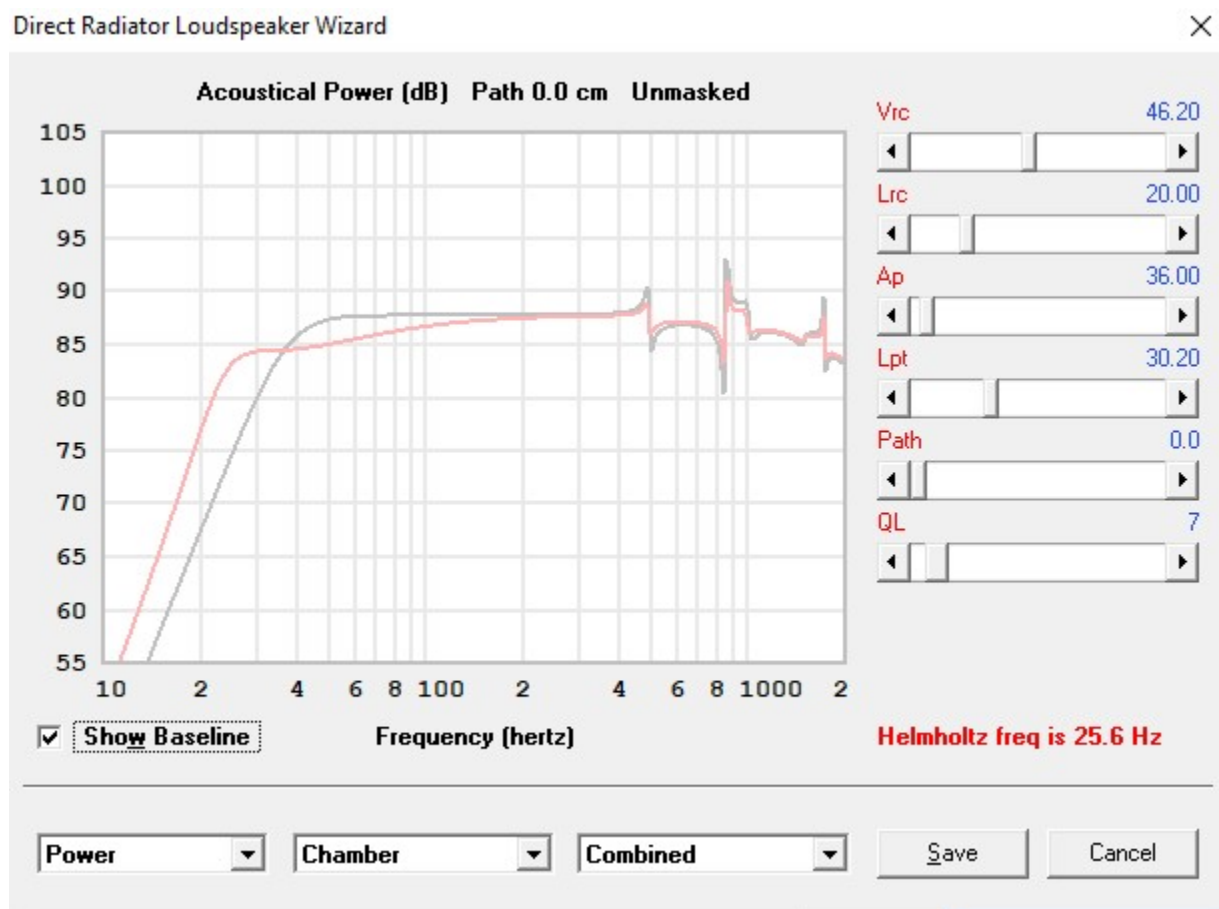 Direct Radiator Loudspeaker Wizard
Acoustical Power (dB) Path 0.0 cm Unmasked
105
100
95
90
85
80
75
70
65
60
55
10 2 4 6 8 100 2 4 6 8 1000 2
Show Baseline
Frequency (hertz)
Vrc 46.20
Lrc 20.00
Ap 36.00
Lpt 30.20
Path 0.0
QL 7
Helmholtz freq is 25.6 Hz
Power
Chamber
Combined
Save
Cancel